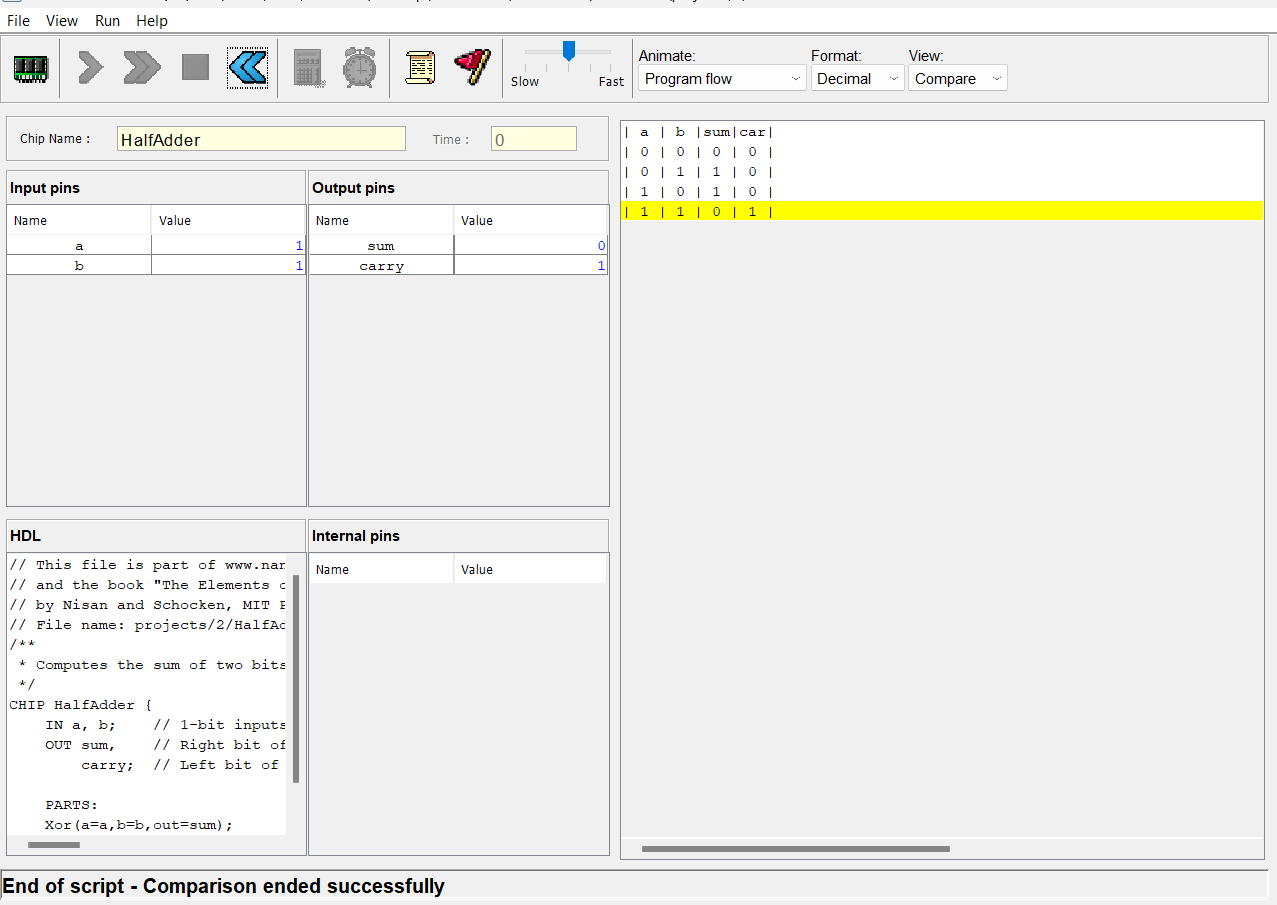 File View Run Help
Animate: Format: View:
Slow Fast Program flow Decimal Compare
Chip Name : HalfAdder Time : 0
Input pins
Name Value
a 1
b 1
Output pins
Name Value
sum 0
carry 1
HDL
// This file is part of www.nan
// and the book "The Elements o
// by Nisan and Schocken, MIT P
// File name: projects/2/HalfAd
/**
 * Computes the sum of two bits
 */
CHIP HalfAdder {
    IN a, b;    // 1-bit inputs
    OUT sum,    // Right bit of
        carry;  // Left bit of

    PARTS:
    Xor(a=a,b=b,out=sum);
Internal pins
Name Value
| a | b |sum|car|
| 0 | 0 | 0 | 0 |
| 0 | 1 | 1 | 0 |
| 1 | 0 | 1 | 0 |
| 1 | 1 | 0 | 1 |
End of script - Comparison ended successfully